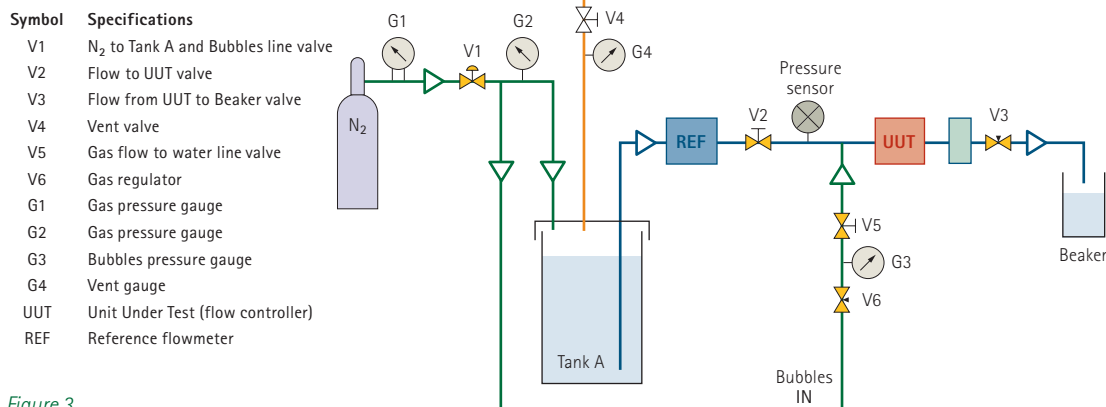 Symbol Specifications
V1 N₂ to Tank A and Bubbles line valve
V2 Flow to UUT valve
V3 Flow from UUT to Beaker valve
V4 Vent valve
V5 Gas flow to water line valve
V6 Gas regulator
G1 Gas pressure gauge
G2 Gas pressure gauge
G3 Bubbles pressure gauge
G4 Vent gauge
UUT Unit Under Test (flow controller)
REF Reference flowmeter
Figure 3
G1
V1
G2
V4
G4
N₂
Tank A
REF
V2
Pressure
sensor
UUT
V3
V5
G3
V6
Bubbles
IN
Beaker